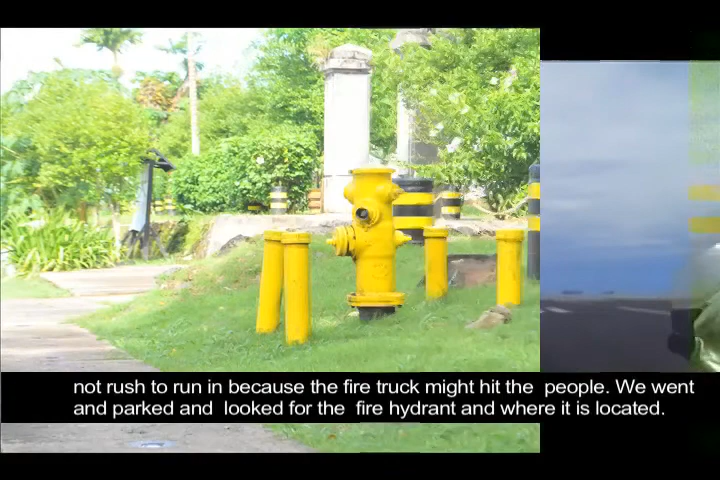 not rush to run in because the fire truck might hit the people. We went
and parked and looked for the fire hydrant and where it is located.